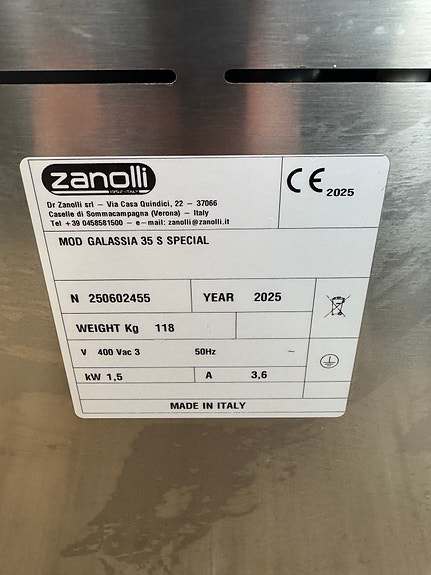 zanolli
1952-ITALY
CE 2025
Dr Zanolli srl – Via Casa Quindici, 22 – 37066
Caselle di Sommacampagna (Verona) – Italy
Tel +39 0458581500 – e-mail: zanolli@zanolli.it
MOD GALASSIA 35 S SPECIAL
N 250602455 YEAR 2025
WEIGHT Kg 118
V 400 Vac 3 50Hz ~
kW 1,5 A 3,6
MADE IN ITALY